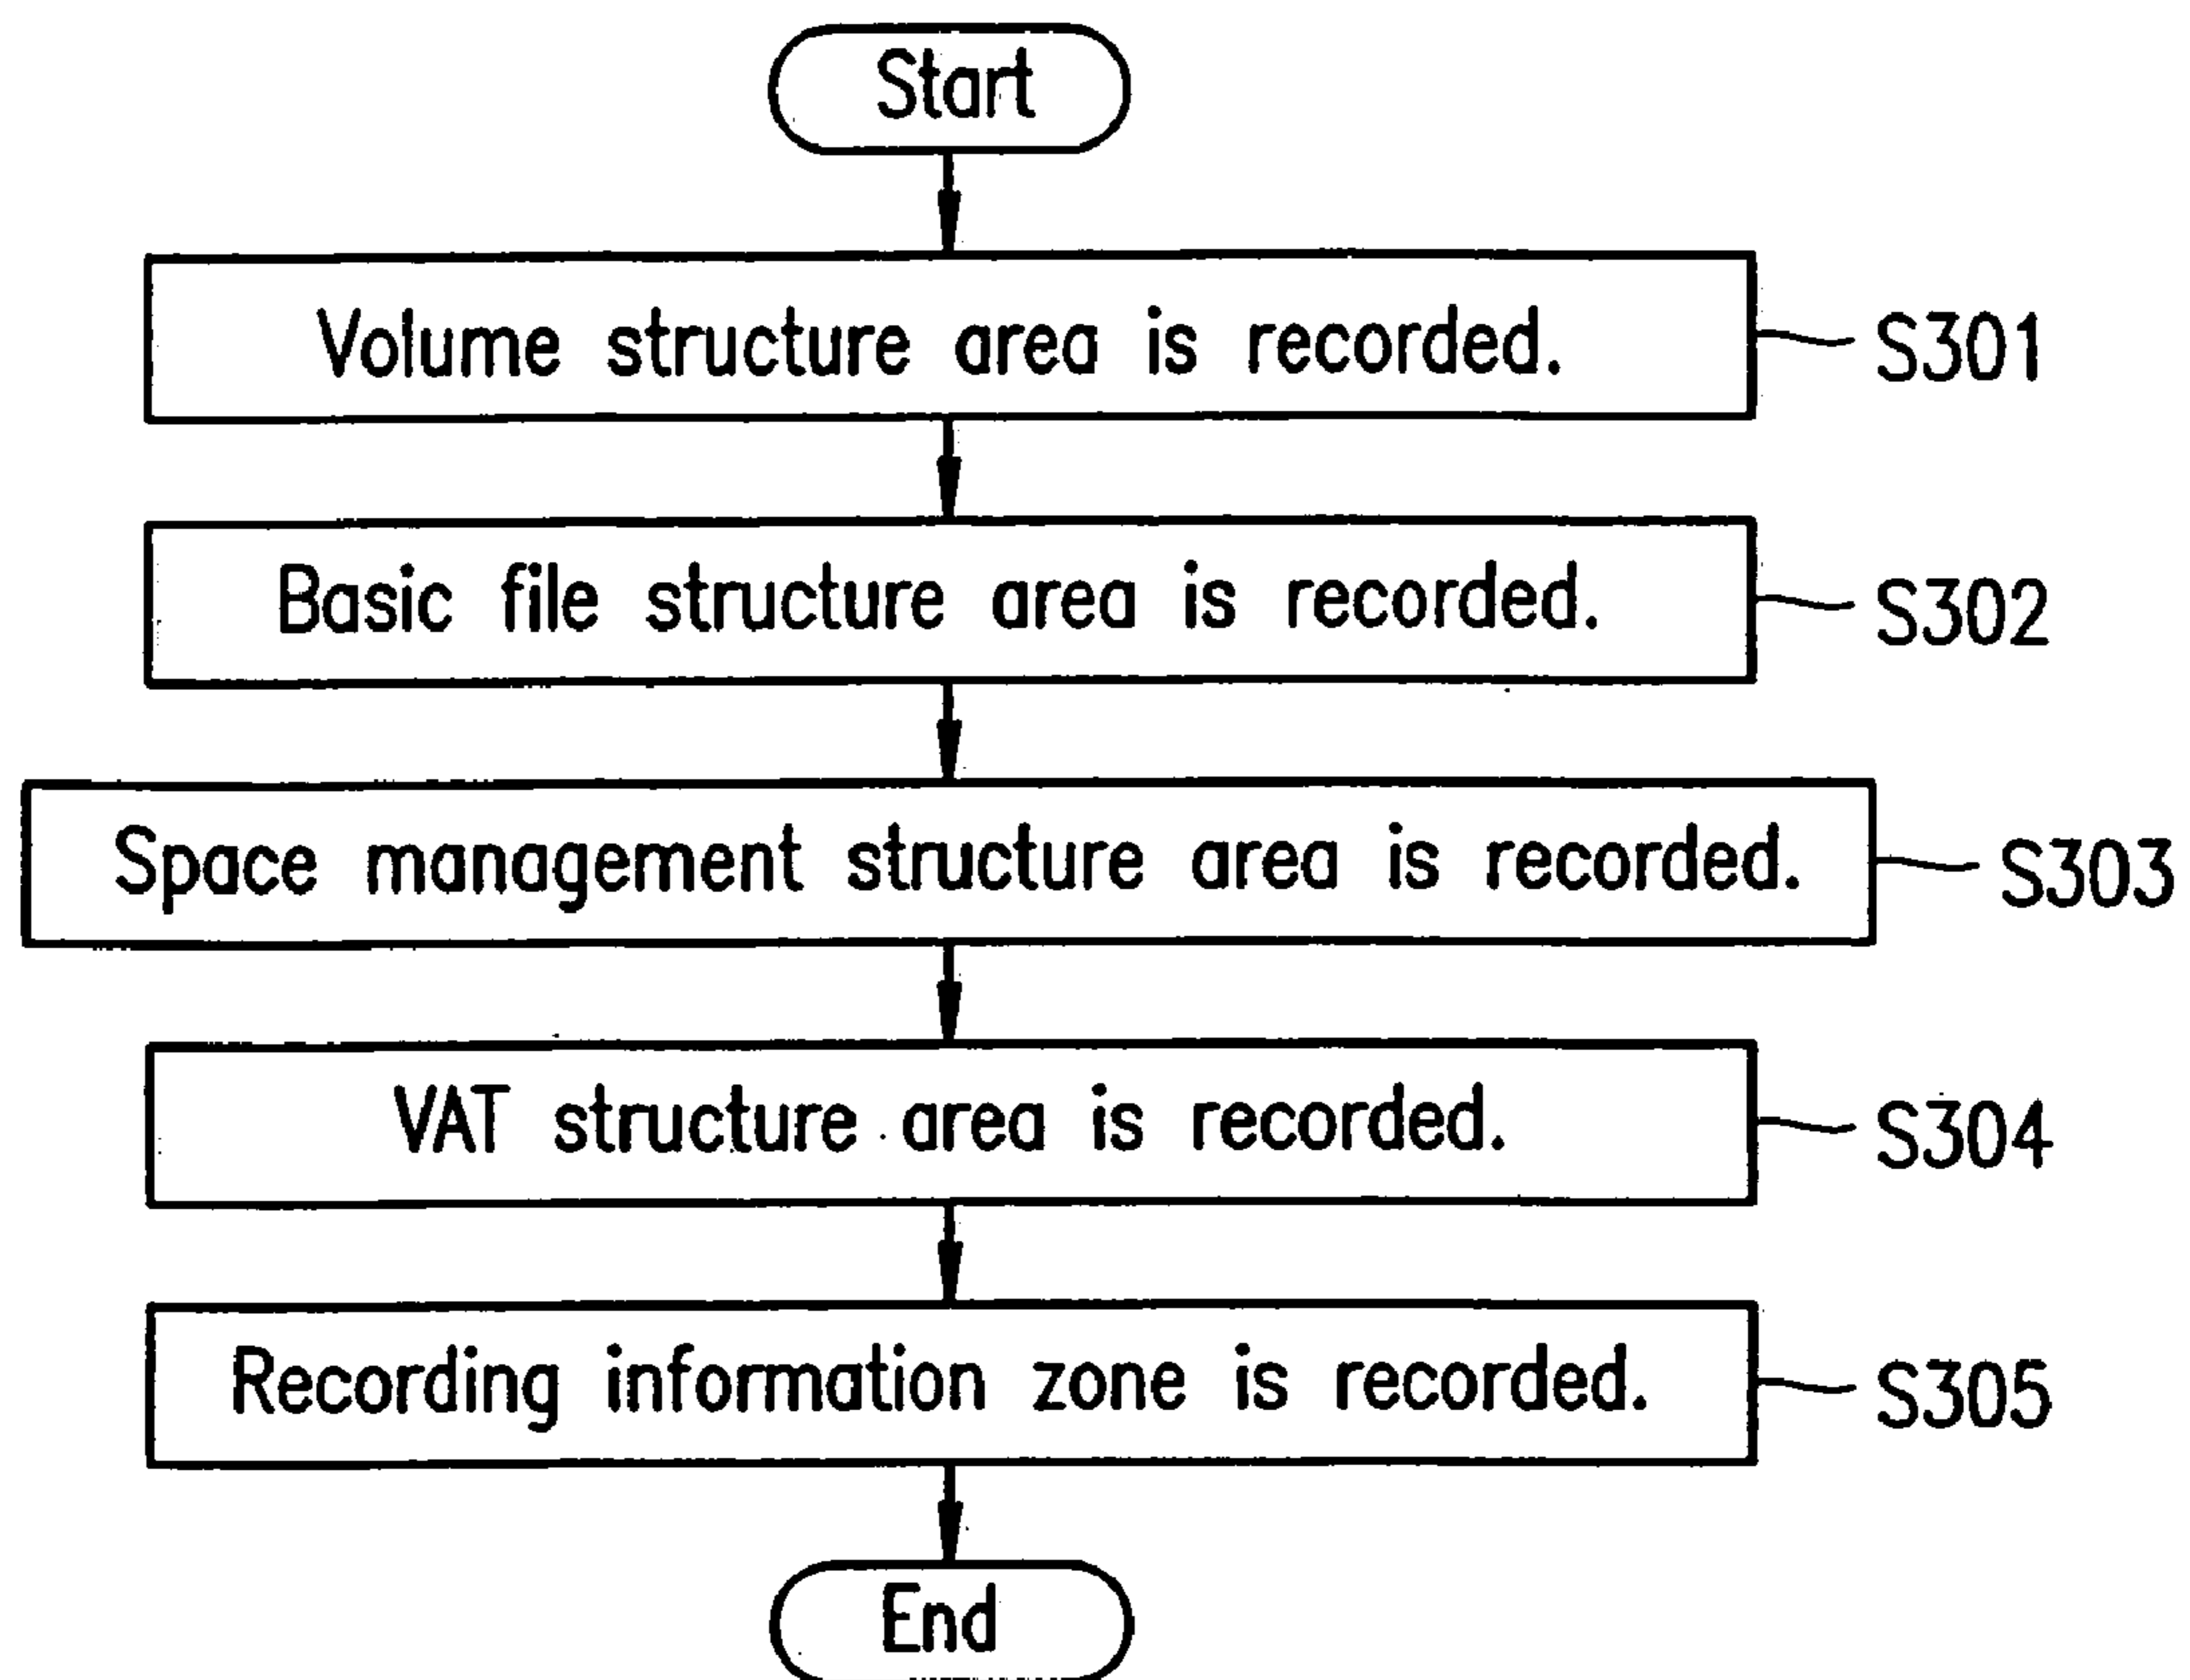 Start
Volume structure area is recorded. S301
Basic file structure area is recorded. S302
Space management structure area is recorded. S303
VAT structure area is recorded. S304
Recording information zone is recorded. S305
End